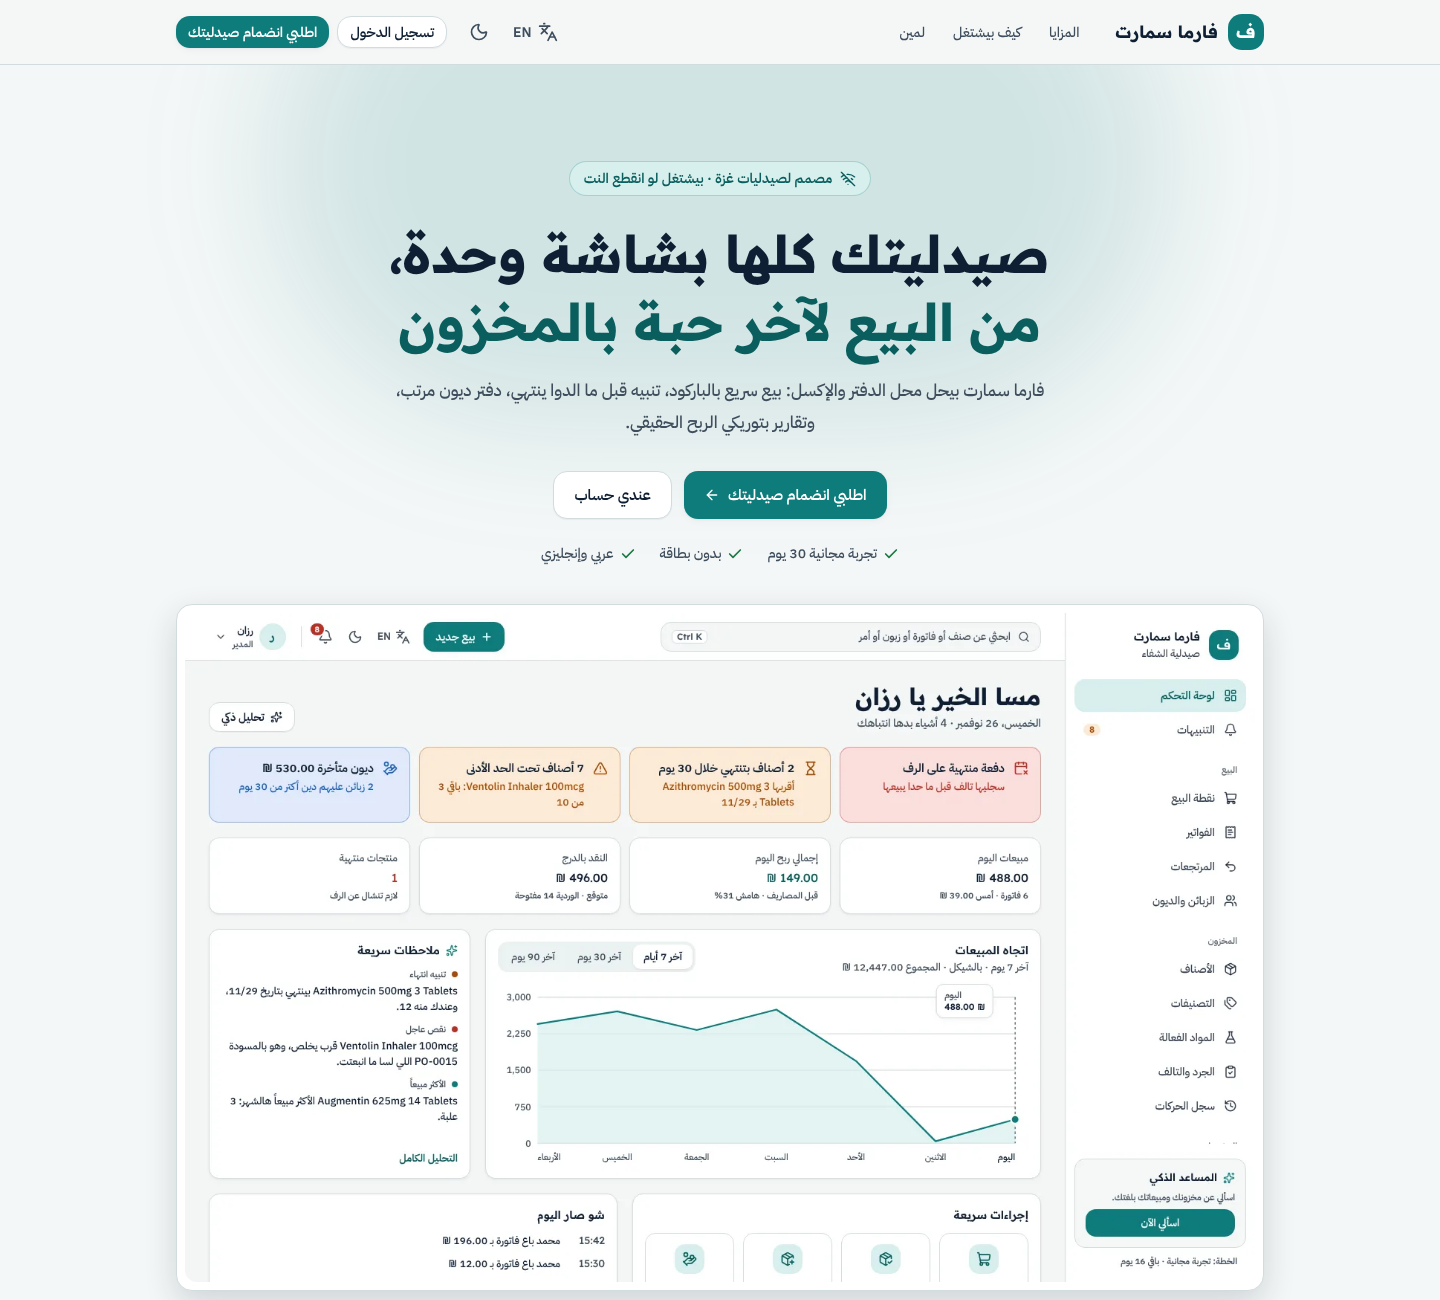 ف
فارما سمارت
المزايا
كيف بيشتغل
لمين
EN
تسجيل الدخول
اطلبي انضمام صيدليتك
مصمم لصيدليات غزة · بيشتغل لو انقطع النت
صيدليتك كلها بشاشة وحدة،
من البيع لآخر حبة بالمخزون
فارما سمارت بيحل محل الدفتر والإكسل: بيع سريع بالباركود، تنبيه قبل ما الدوا ينتهي، دفتر ديون مرتب،
وتقارير بتوريكي الربح الحقيقي.
اطلبي انضمام صيدليتك
عندي حساب
تجربة مجانية 30 يوم
بدون بطاقة
عربي وإنجليزي
ف
فارما سمارت
صيدلية الشفاء
لوحة التحكم
التنبيهات
8
البيع
نقطة البيع
الفواتير
المرتجعات
الزبائن والديون
المخزون
الأصناف
التصنيفات
المواد الفعالة
الجرد والتالف
سجل الحركات
المساعد الذكي
اسألي عن مخزونك ومبيعاتك بلغتك.
اسألي الآن
الخطة: تجربة مجانية · باقي 16 يوم
ابحثي عن صنف أو فاتورة أو زبون أو أمر
Ctrl K
بيع جديد
EN
8
ر
رزان
المدير
مسا الخير يا رزان
الخميس، 26 نوفمبر · 4 أشياء بدها انتباهك
تحليل ذكي
دفعة منتهية على الرف
سجليها تالف قبل ما حدا يبيعها
2 أصناف بتنتهي خلال 30 يوم
أقربها Azithromycin 500mg 3
Tablets بـ 11/29
7 أصناف تحت الحد الأدنى
Ventolin Inhaler 100mcg: باقي 3
من 10
ديون متأخرة 530.00 ₪
2 زبائن عليهم دين أكتر من 30 يوم
مبيعات اليوم
488.00 ₪
6 فاتورة · أمس 39.00 ₪
إجمالي ربح اليوم
149.00 ₪
قبل المصاريف · هامش 31%
النقد بالدرج
496.00 ₪
متوقع · الوردية 14 مفتوحة
منتجات منتهية
1
لازم تنشال عن الرف
اتجاه المبيعات
آخر 7 يوم · بالشيكل · المجموع 12,447.00 ₪
آخر 7 أيام
آخر 30 يوم
آخر 90 يوم
اليوم
488.00 ₪
3,000
2,250
1,500
750
0
اليوم
الاثنين
الأحد
السبت
الجمعة
الخميس
الأربعاء
ملاحظات سريعة
تنبيه انتهاء
Azithromycin 500mg 3 Tablets بينتهي بتاريخ 11/29،
وعندك منه 12.
نقص عاجل
Ventolin Inhaler 100mcg قرب يخلص، وهو بالمسودة
PO-0015 اللي لسا ما انبعتت.
الأكثر مبيعاً
Augmentin 625mg 14 Tablets الأكثر مبيعاً هالشهر: 3
علبة.
التحليل الكامل
إجراءات سريعة
شو صار اليوم
15:42
محمد باع فاتورة بـ 196.00 ₪
15:30
محمد باع فاتورة بـ 12.00 ₪